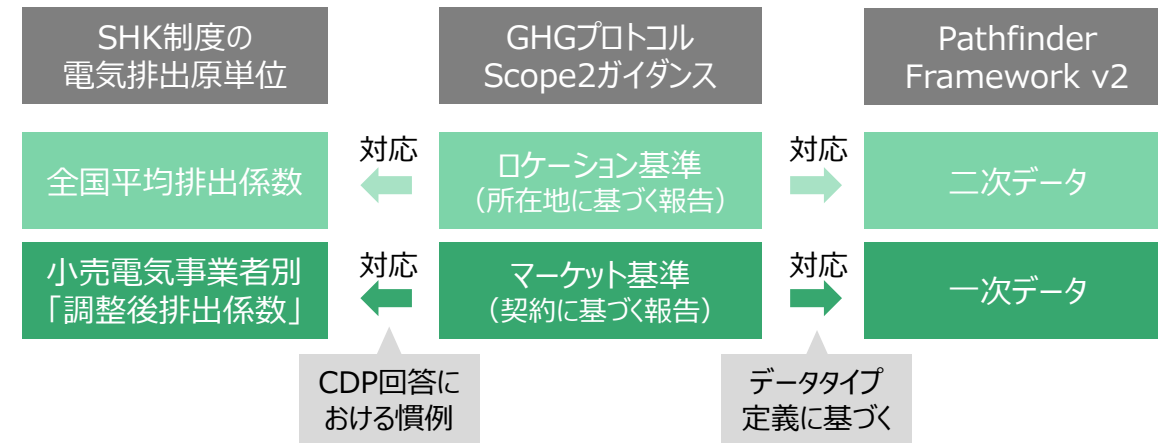 SHK制度の
電気排出原単位
GHGプロトコル
Scope2ガイダンス
Pathfinder
Framework v2
全国平均排出係数
対応
ロケーション基準
（所在地に基づく報告）
対応
二次データ
小売電気事業者別
「調整後排出係数」
対応
マーケット基準
（契約に基づく報告）
対応
一次データ
CDP回答に
おける慣例
データタイプ
定義に基づく